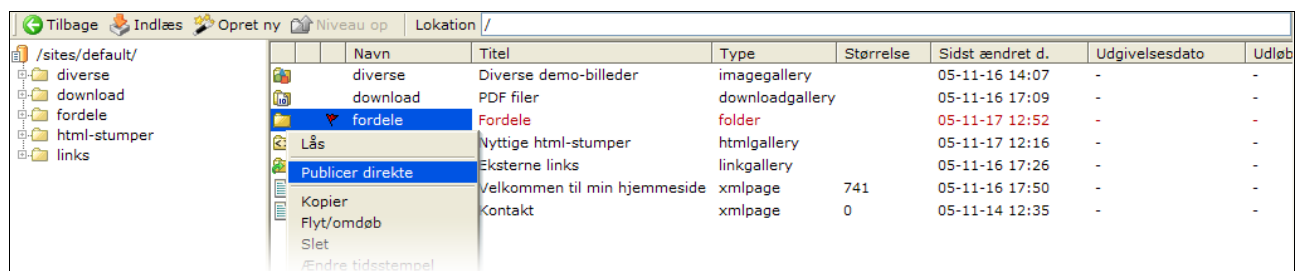 Tilbage Indlæs Opret ny Niveau op Lokation /
/sites/default/
diverse
download
fordele
html-stumper
links
Navn Titel Type Størrelse Sidst ændret d. Udgivelsesdato Udløb
diverse Diverse demo-billeder imagegallery 05-11-16 14:07 - -
download PDF filer downloadgallery 05-11-16 17:09 - -
fordele Fordele folder 05-11-17 12:52 - -
Nyttige html-stumper htmlgallery 05-11-17 12:16 - -
Eksterne links linkgallery 05-11-16 17:26 - -
Velkommen til min hjemmeside xmlpage 741 05-11-16 17:50 - -
Kontakt xmlpage 0 05-11-14 12:35 - -
Lås
Publicer direkte
Kopier
Flyt/omdøb
Slet
Ændre tidsstempel